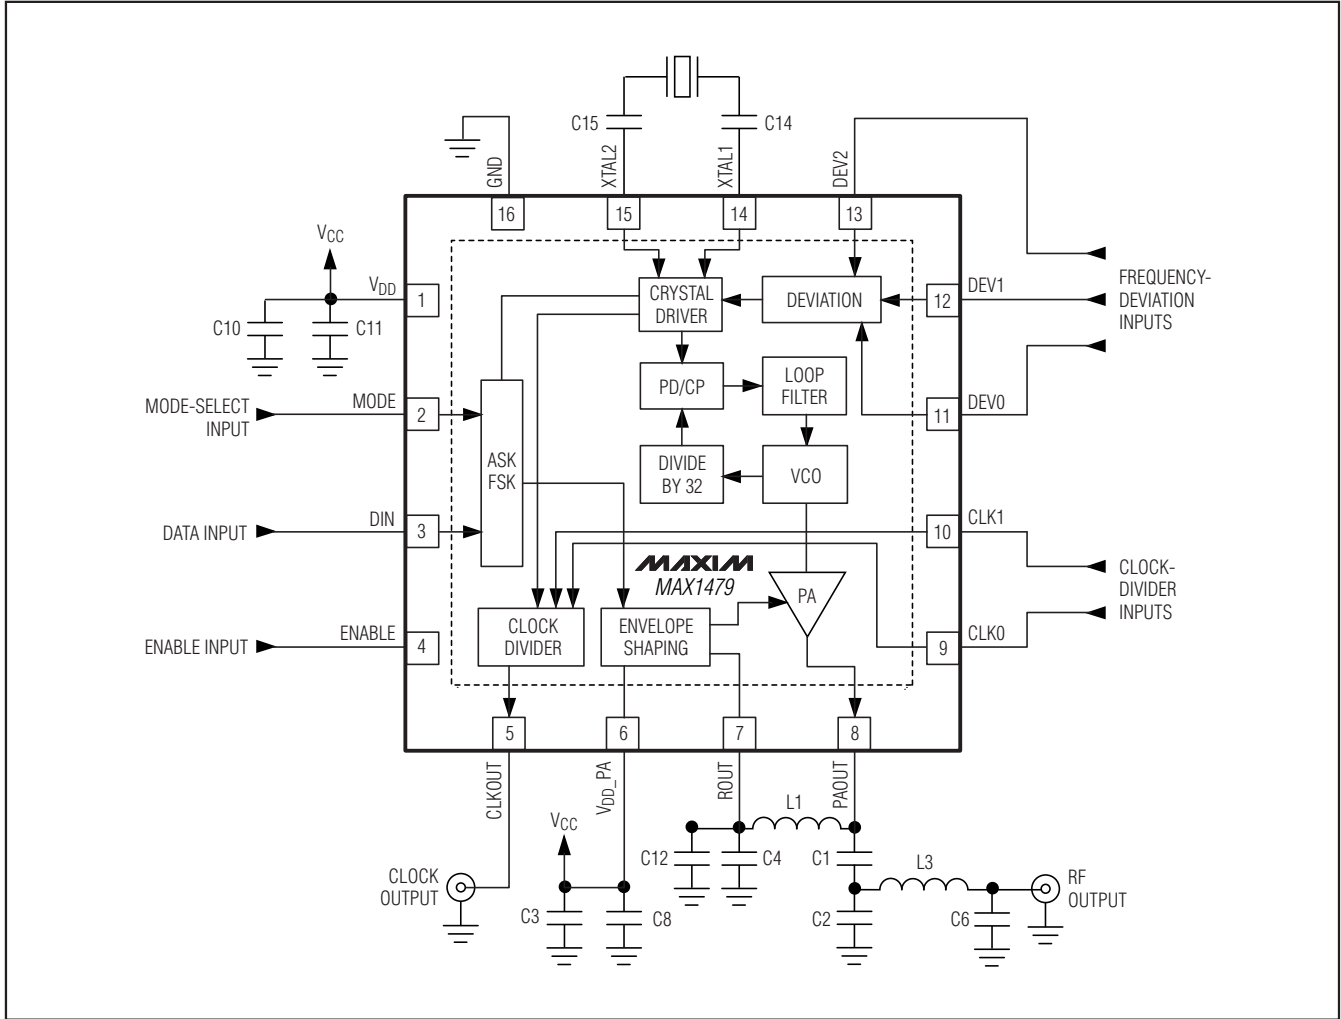 C15
C14
GND
XTAL2
XTAL1
DEV2
16
15
14
13
VCC
VDD
1
C10
C11
CRYSTAL
DRIVER
DEVIATION
12
DEV1
FREQUENCY-
DEVIATION
INPUTS
MODE-SELECT
INPUT
MODE
2
PD/CP
LOOP
FILTER
11
DEV0
ASK
FSK
DIVIDE
BY 32
VCO
DATA INPUT
DIN
3
10
CLK1
MAXIM
MAX1479
PA
CLOCK-
DIVIDER
INPUTS
ENABLE INPUT
ENABLE
4
CLOCK
DIVIDER
ENVELOPE
SHAPING
9
CLK0
5
6
7
8
CLKOUT
VDD_PA
ROUT
PAOUT
L1
VCC
C12
C4
C1
L3
CLOCK
OUTPUT
RF
OUTPUT
C3
C8
C2
C6